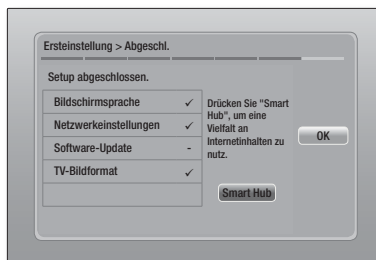 Ersteinstellung > Abgeschl.
Setup abgeschlossen.
Bildschirmsprache ✓
Netzwerkeinstellungen ✓
Software-Update -
TV-Bildformat ✓
Drücken Sie "Smart
Hub", um eine
Vielfalt an
Internetinhalten zu
nutz.
Smart Hub
OK